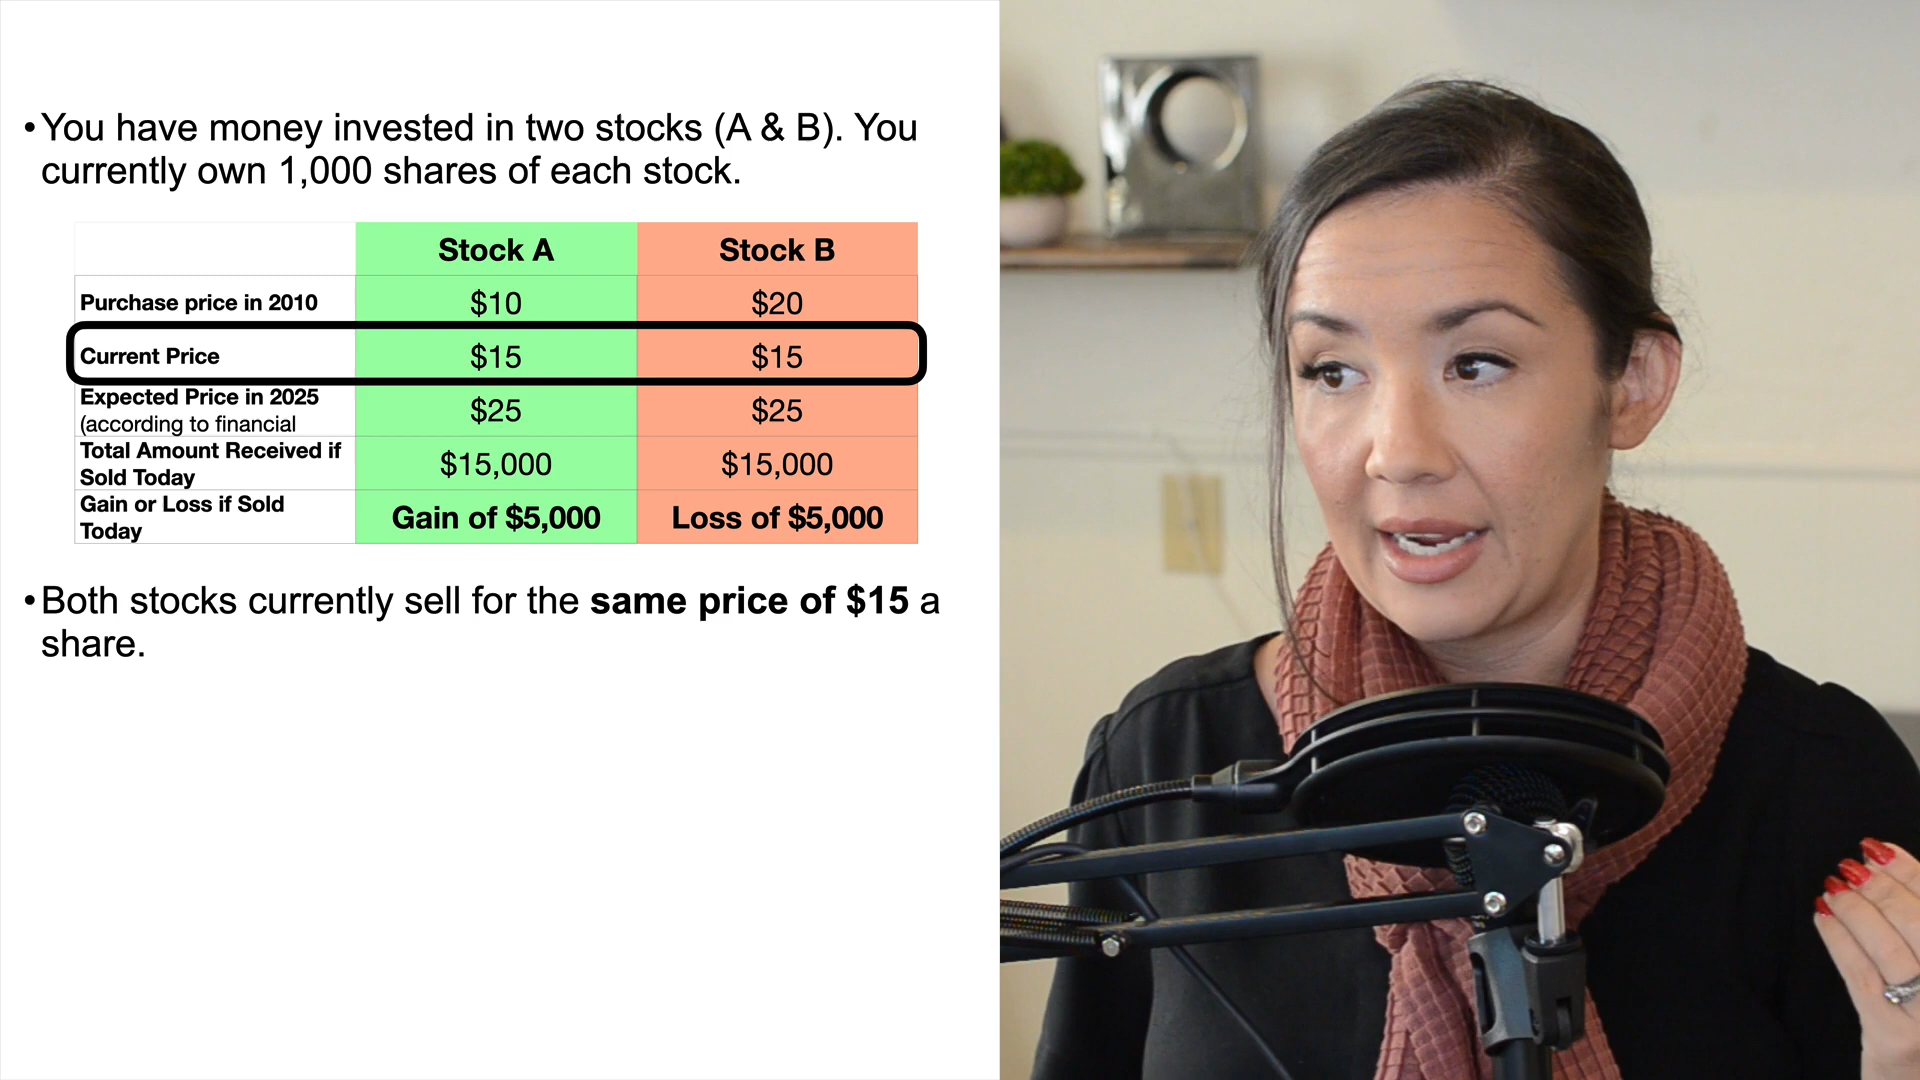 •You have money invested in two stocks (A & B). You
currently own 1,000 shares of each stock.
Stock A Stock B
Purchase price in 2010 $10 $20
Current Price $15 $15
Expected Price in 2025
(according to financial $25 $25
Total Amount Received if
Sold Today $15,000 $15,000
Gain or Loss if Sold
Today Gain of $5,000 Loss of $5,000
•Both stocks currently sell for the same price of $15 a
share.